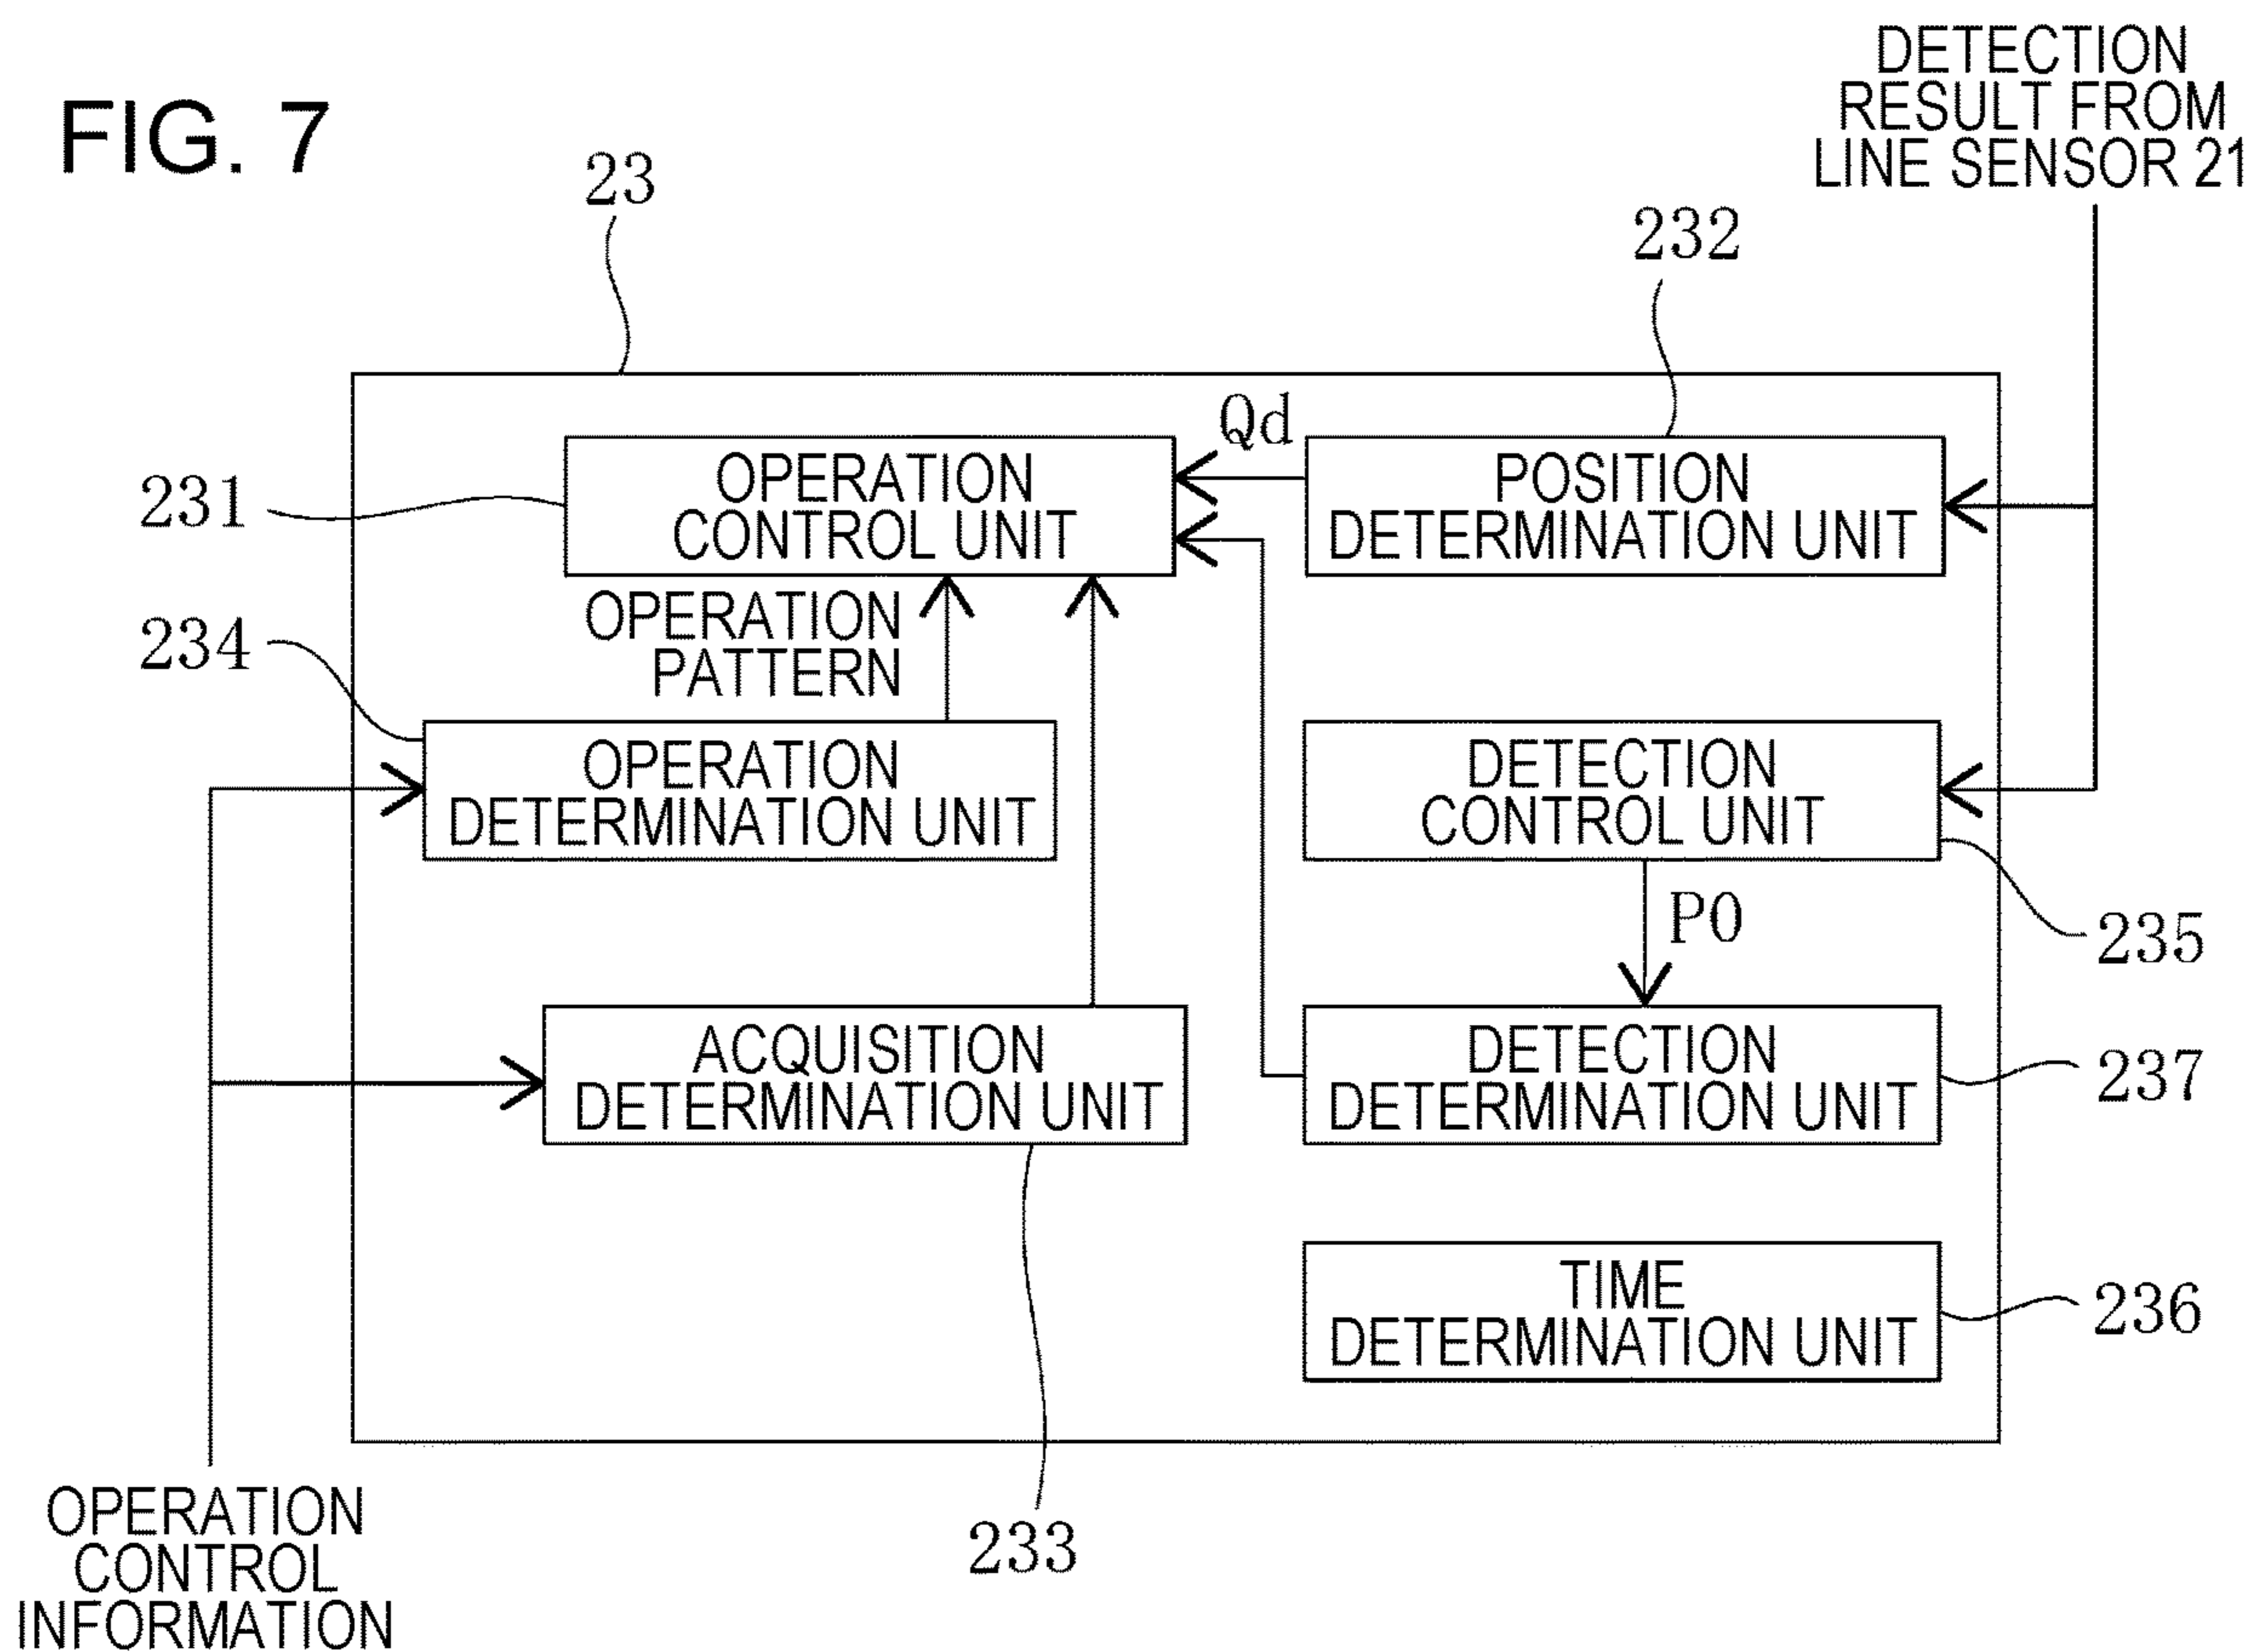 FIG. 7
DETECTION
RESULT FROM
LINE SENSOR 21
23
232
Qd
231
OPERATION
CONTROL UNIT
POSITION
DETERMINATION UNIT
OPERATION
PATTERN
234
OPERATION
DETERMINATION UNIT
DETECTION
CONTROL UNIT
P0
235
ACQUISITION
DETERMINATION UNIT
DETECTION
DETERMINATION UNIT
237
TIME
DETERMINATION UNIT
236
233
OPERATION
CONTROL
INFORMATION